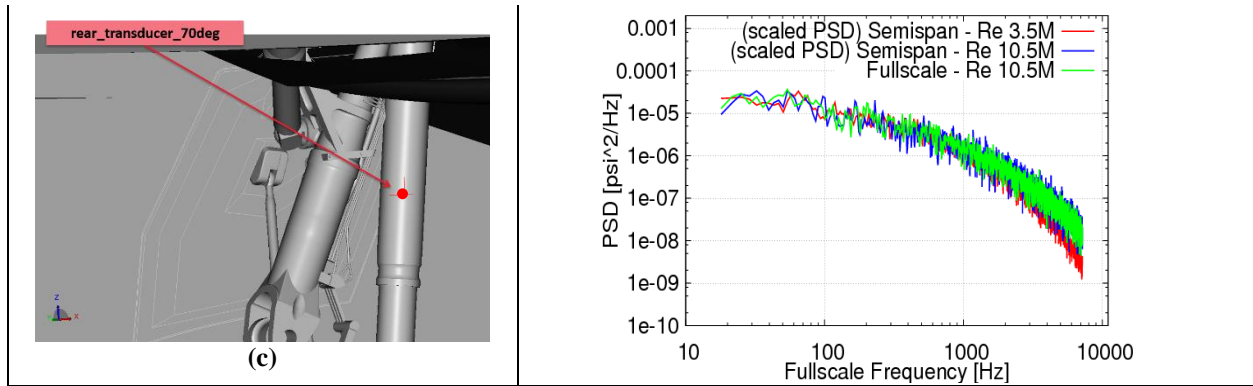 rear_transducer_70deg
z
Y
X
(c)
0.001
0.0001
1e-05
1e-06
1e-07
1e-08
1e-09
1e-10
PSD [psi^2/Hz]
(scaled PSD) Semispan - Re 3.5M
(scaled PSD) Semispan - Re 10.5M
Fullscale - Re 10.5M
10 100 1000 10000
Fullscale Frequency [Hz]